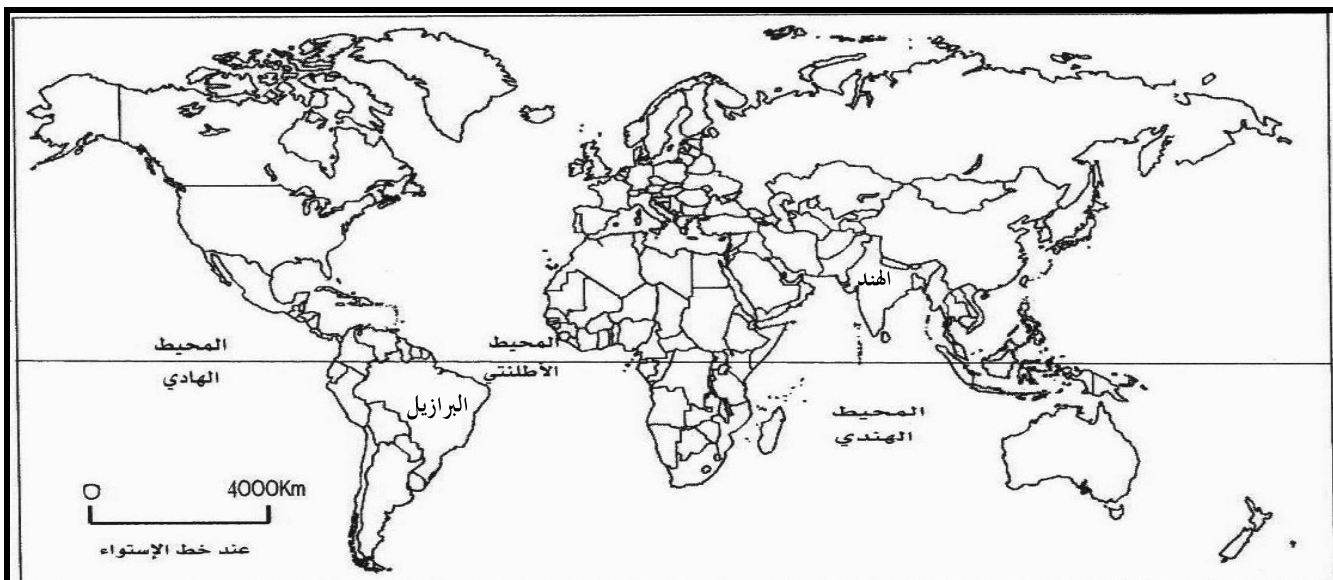 الهند
المحيط
الهادي
المحيط
الأطلنتي
البرازيل
المحيط
الهندي
0 4000Km
عند خط الإستواء